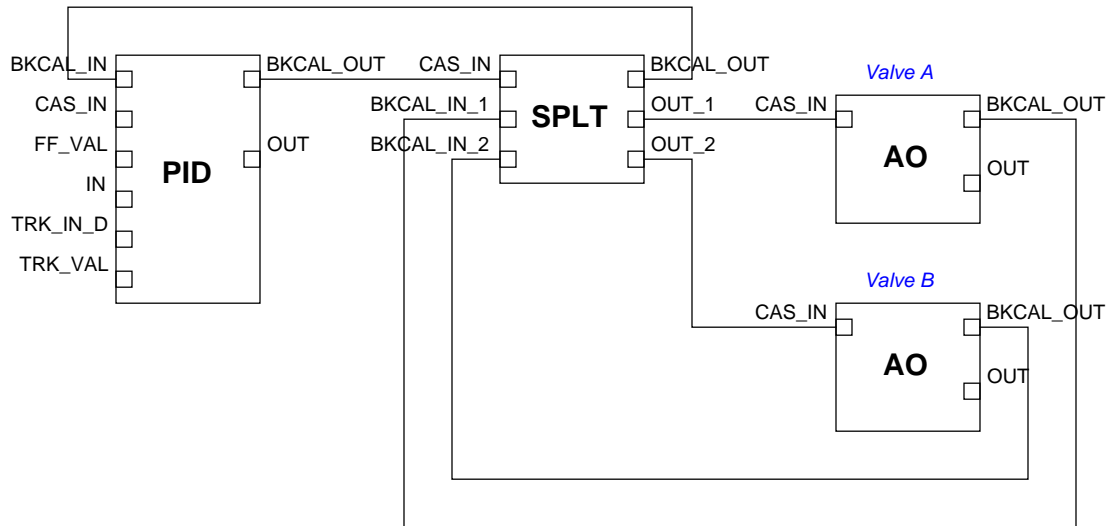 BKCAL_IN
CAS_IN
FF_VAL
IN
TRK_IN_D
TRK_VAL
PID
BKCAL_OUT
OUT
CAS_IN
BKCAL_IN_1
BKCAL_IN_2
SPLT
BKCAL_OUT
OUT_1
OUT_2
Valve A
CAS_IN
AO
BKCAL_OUT
OUT
Valve B
CAS_IN
AO
BKCAL_OUT
OUT